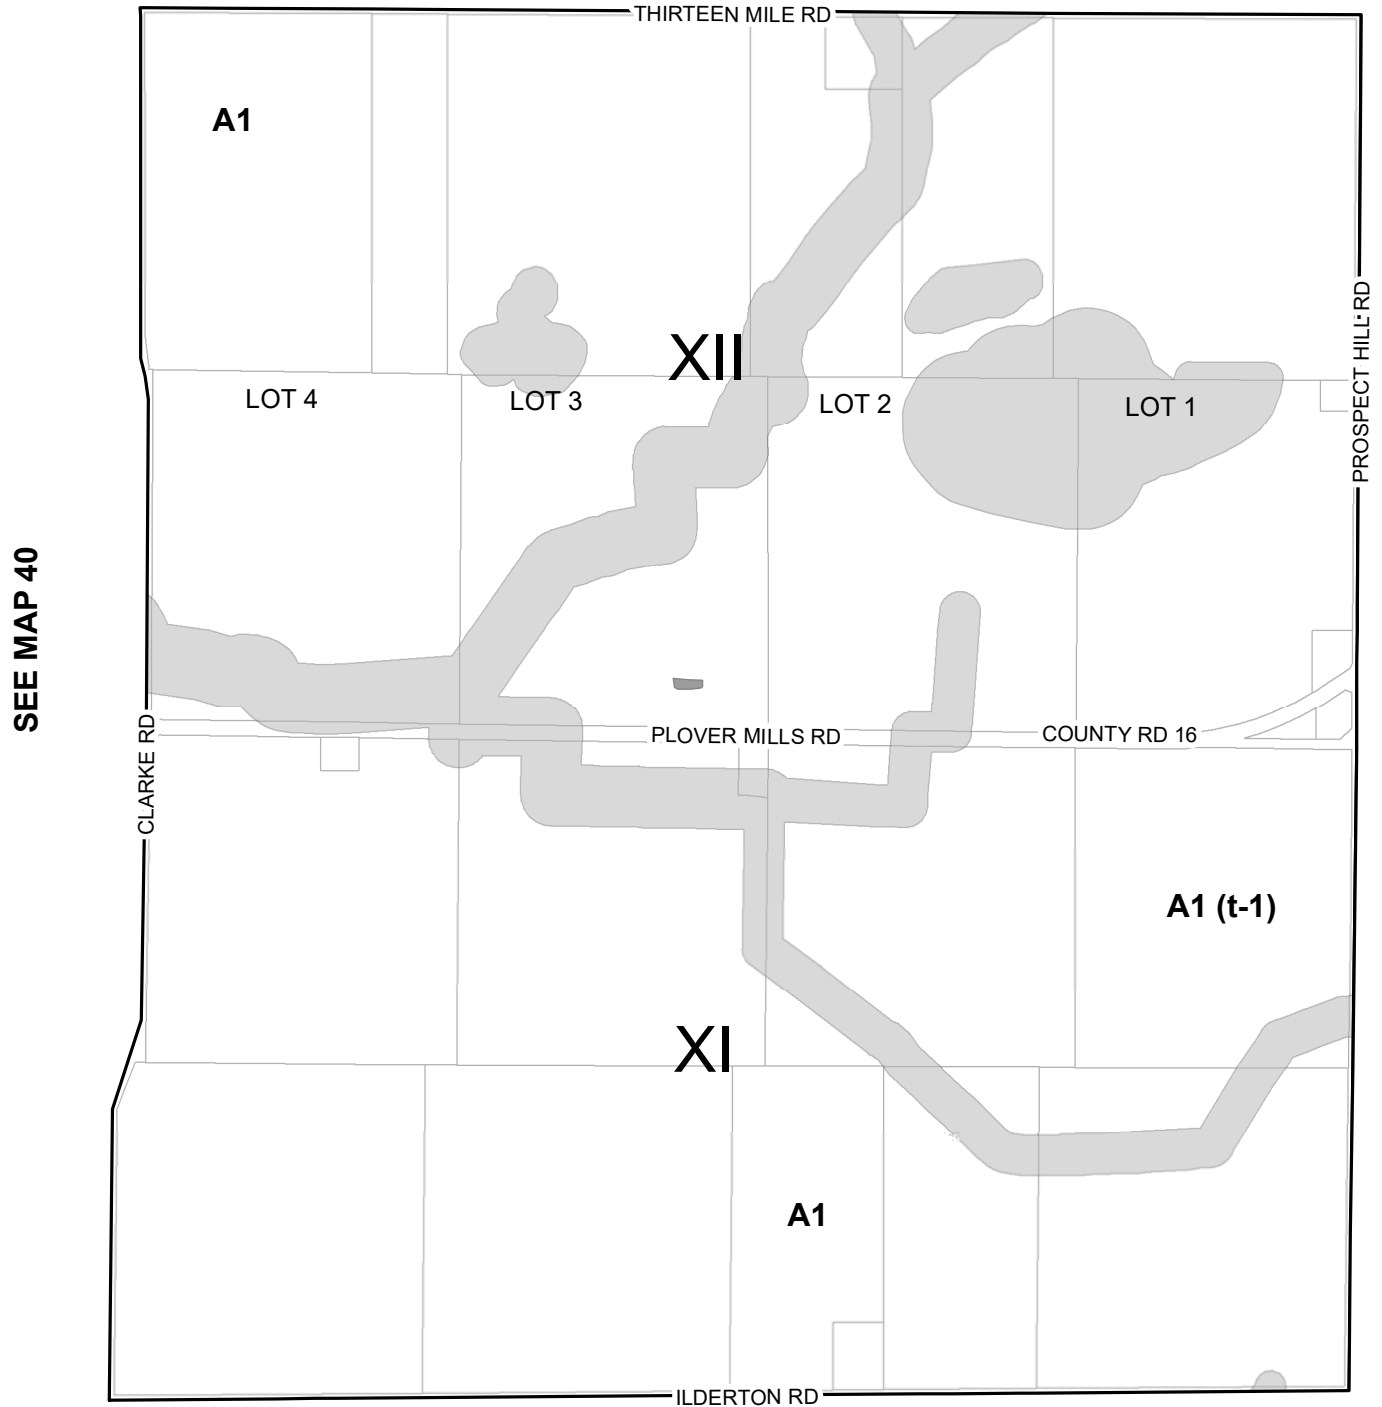 THIRTEEN MILE RD
A1
PROSPECT HILL RD
XII
LOT 4
LOT 3
LOT 2
LOT 1
SEE MAP 40
CLARKE RD
PLOVER MILLS RD
COUNTY RD 16
A1 (t-1)
XI
A1
ILDERTON RD